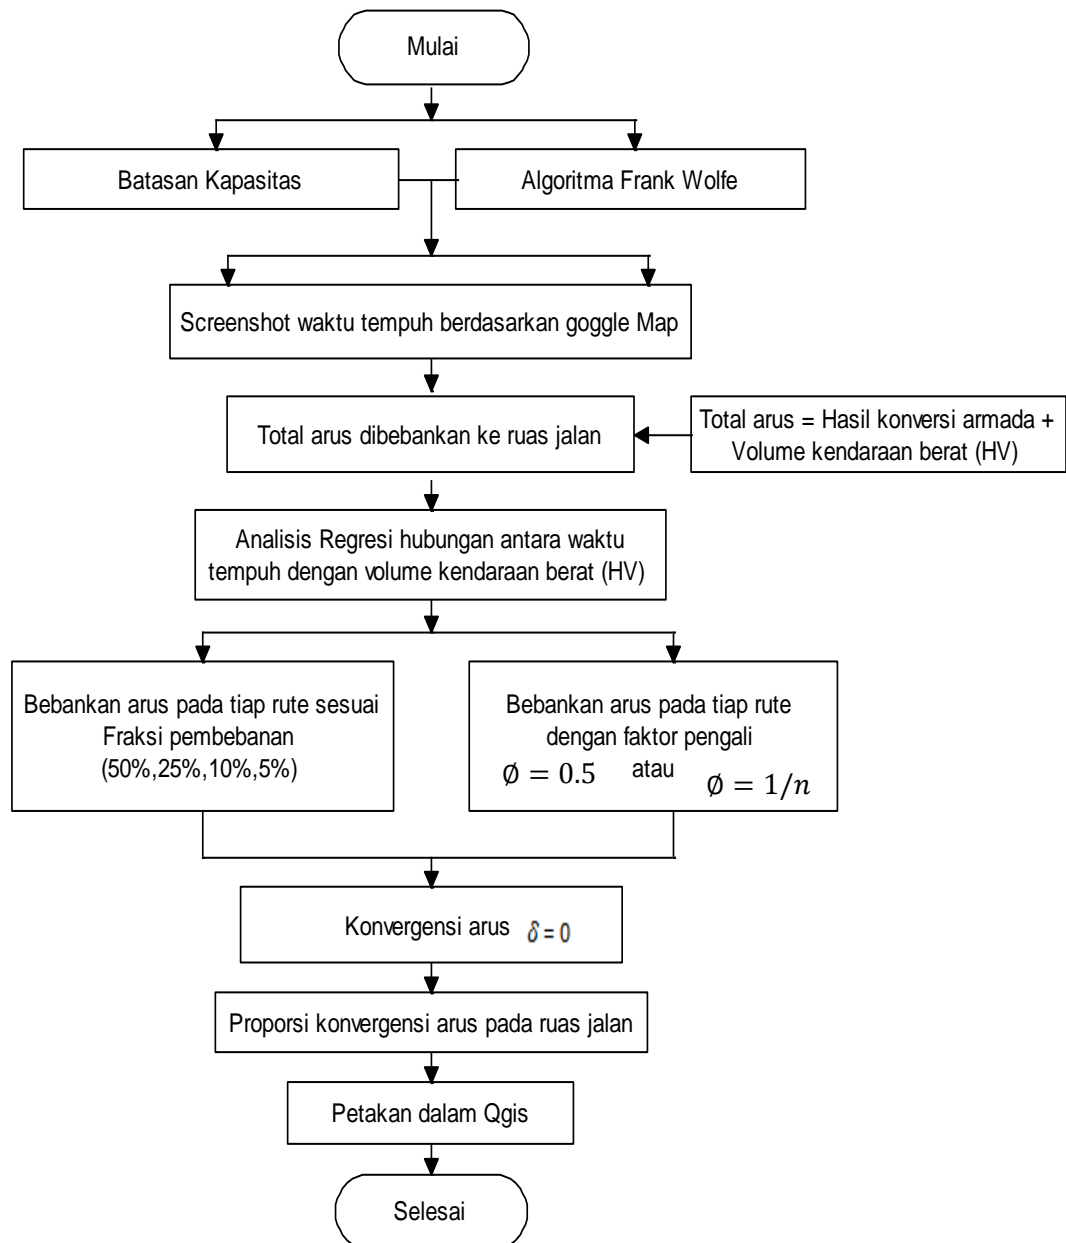 Mulai
Batasan Kapasitas
Algoritma Frank Wolfe
Screenshot waktu tempuh berdasarkan goggle Map
Total arus dibebankan ke ruas jalan
Total arus = Hasil konversi armada +
Volume kendaraan berat (HV)
Analisis Regresi hubungan antara waktu
tempuh dengan volume kendaraan berat (HV)
Bebankan arus pada tiap rute sesuai
Fraksi pembebanan
(50%,25%,10%,5%)
Bebankan arus pada tiap rute
dengan faktor pengali
∅ = 0.5 atau ∅ = 1/n
Konvergensi arus δ = 0
Proporsi konvergensi arus pada ruas jalan
Petakan dalam Qgis
Selesai